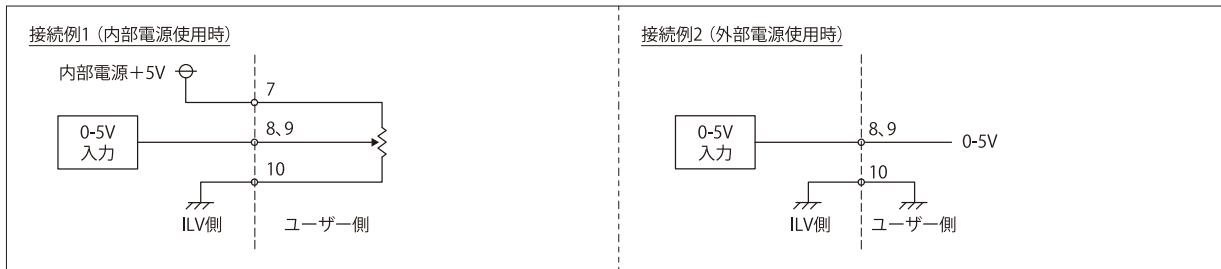 接続例1（内部電源使用時）
内部電源＋5V
7
0-5V
入力
8、9
10
ILV側
ユーザー側
接続例2（外部電源使用時）
0-5V
入力
8、9
0-5V
10
ILV側
ユーザー側